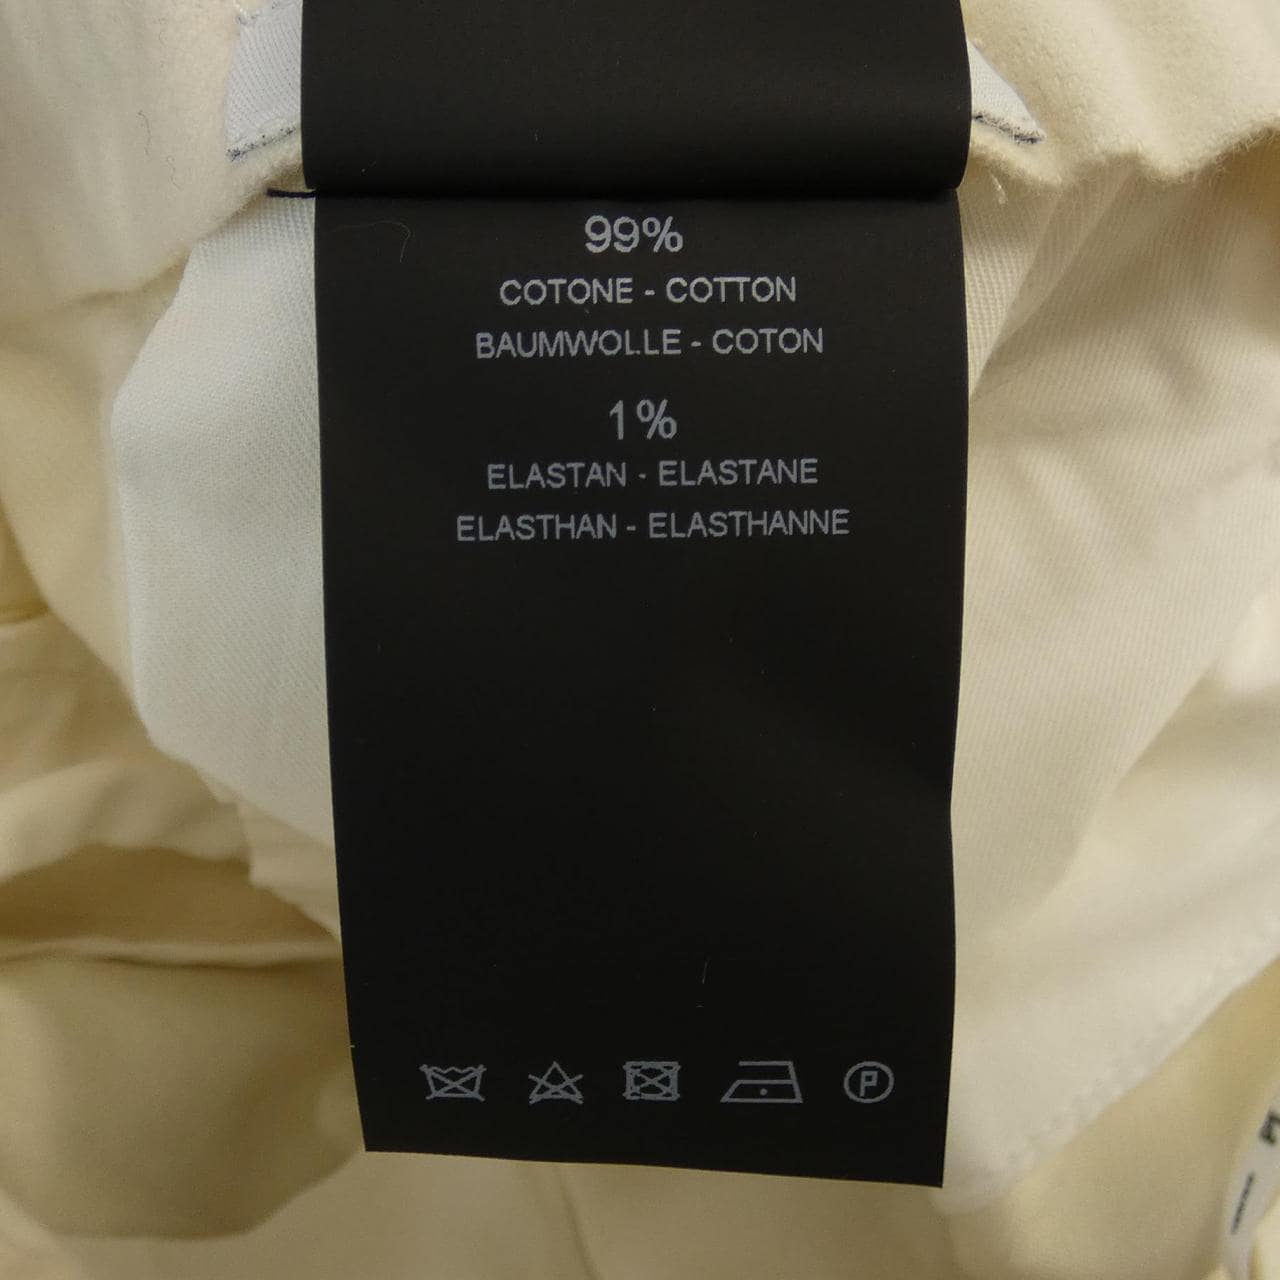 99%
COTONE - COTTON
BAUMWOLLE - COTON
1%
ELASTAN - ELASTANE
ELASTHAN - ELASTHANNE
P